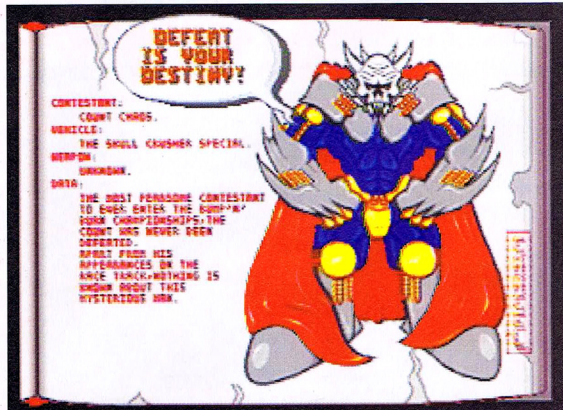 DEFEAT
IS YOUR
DESTINY!
CONTESTANT:
COUNT CHAOS.
VEHICLE:
THE SKULL CRUSHER SPECIAL.
WEAPON:
UNKNOWN.
DATA:
THE MOST FEARSOME CONTESTANT
TO EVER ENTER THE BUMP'N'
BURN CHAMPIONSHIPS.THE
COUNT HAS NEVER BEEN
DEFEATED.
APART FROM HIS
APPEARANCES ON THE
RACE TRACK.NOTHING IS
KNOWN ABOUT THIS
MYSTERIOUS MAN.